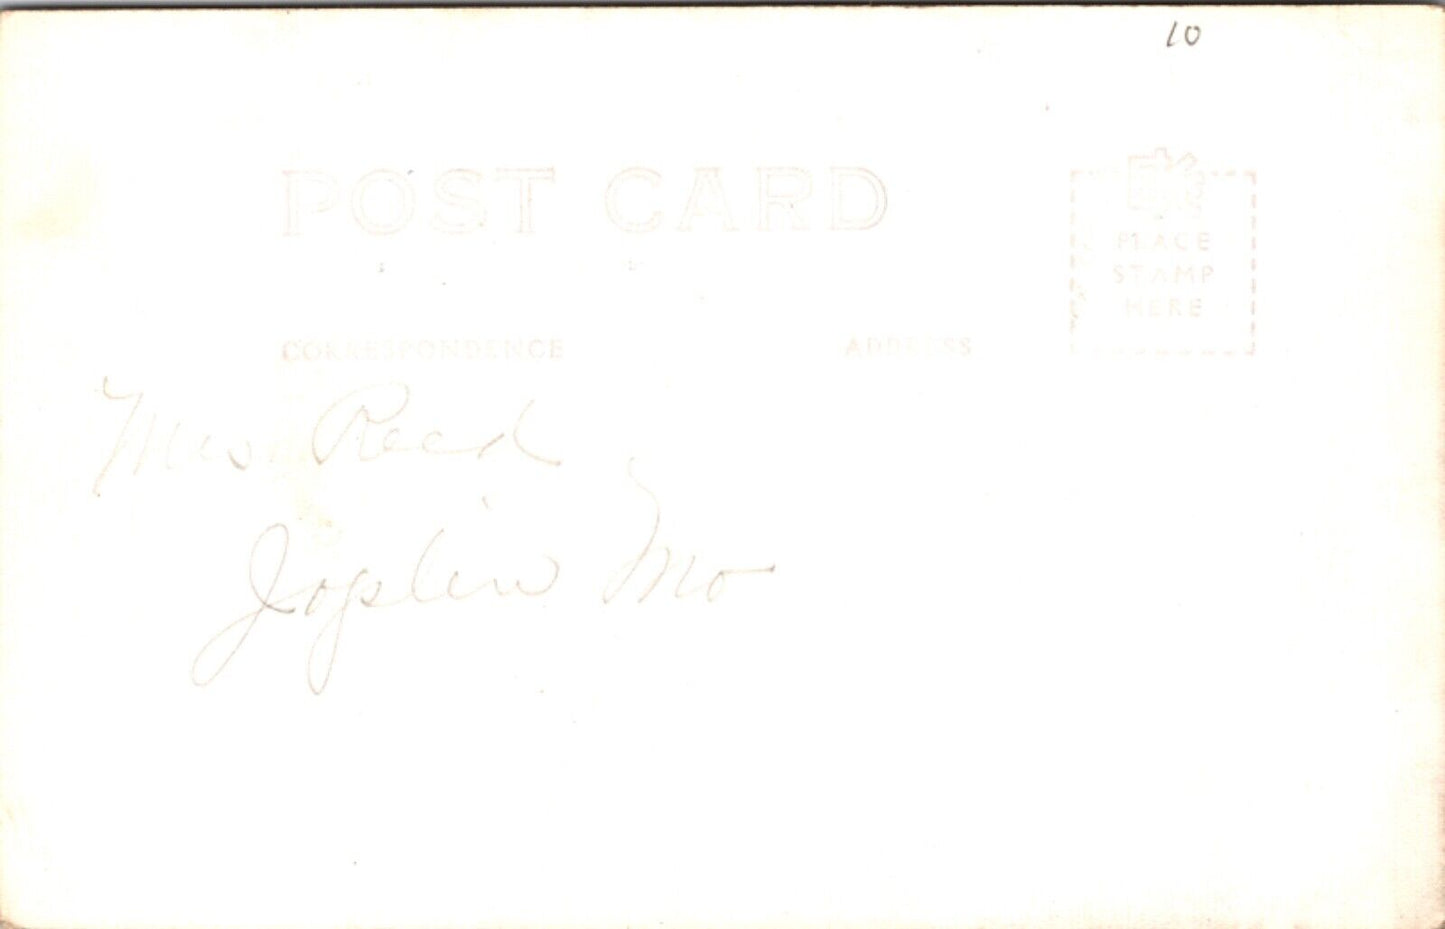 10
POST CARD
PLACE
STAMP
HERE
CORRESPONDENCE
ADDRESS
Mrs. Reed
Joplin Mo